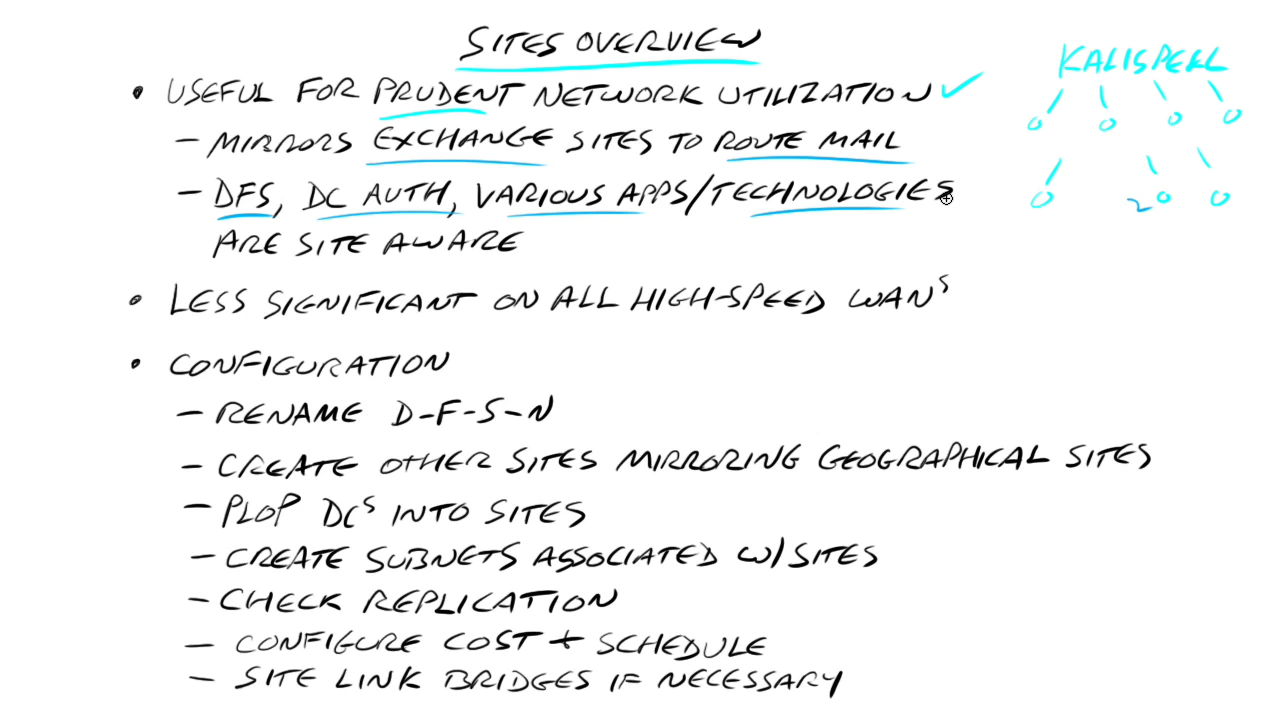 SITES OVERVIEW
KALISPELL
• USEFUL FOR PRUDENT NETWORK UTILIZATION
- MIRRORS EXCHANGE SITES TO ROUTE MAIL
- DFS, DC AUTH, VARIOUS APPS/TECHNOLOGIES
2
ARE SITE AWARE
• LESS SIGNIFICANT ON ALL HIGH-SPEED WANS
• CONFIGURATION
- RENAME D-F-S-N
- CREATE OTHER SITES MIRRORING GEOGRAPHICAL SITES
- PLOP DCS INTO SITES
- CREATE SUBNETS ASSOCIATED W/SITES
- CHECK REPLICATION
- CONFIGURE COST + SCHEDULE
- SITE LINK BRIDGES IF NECESSARY